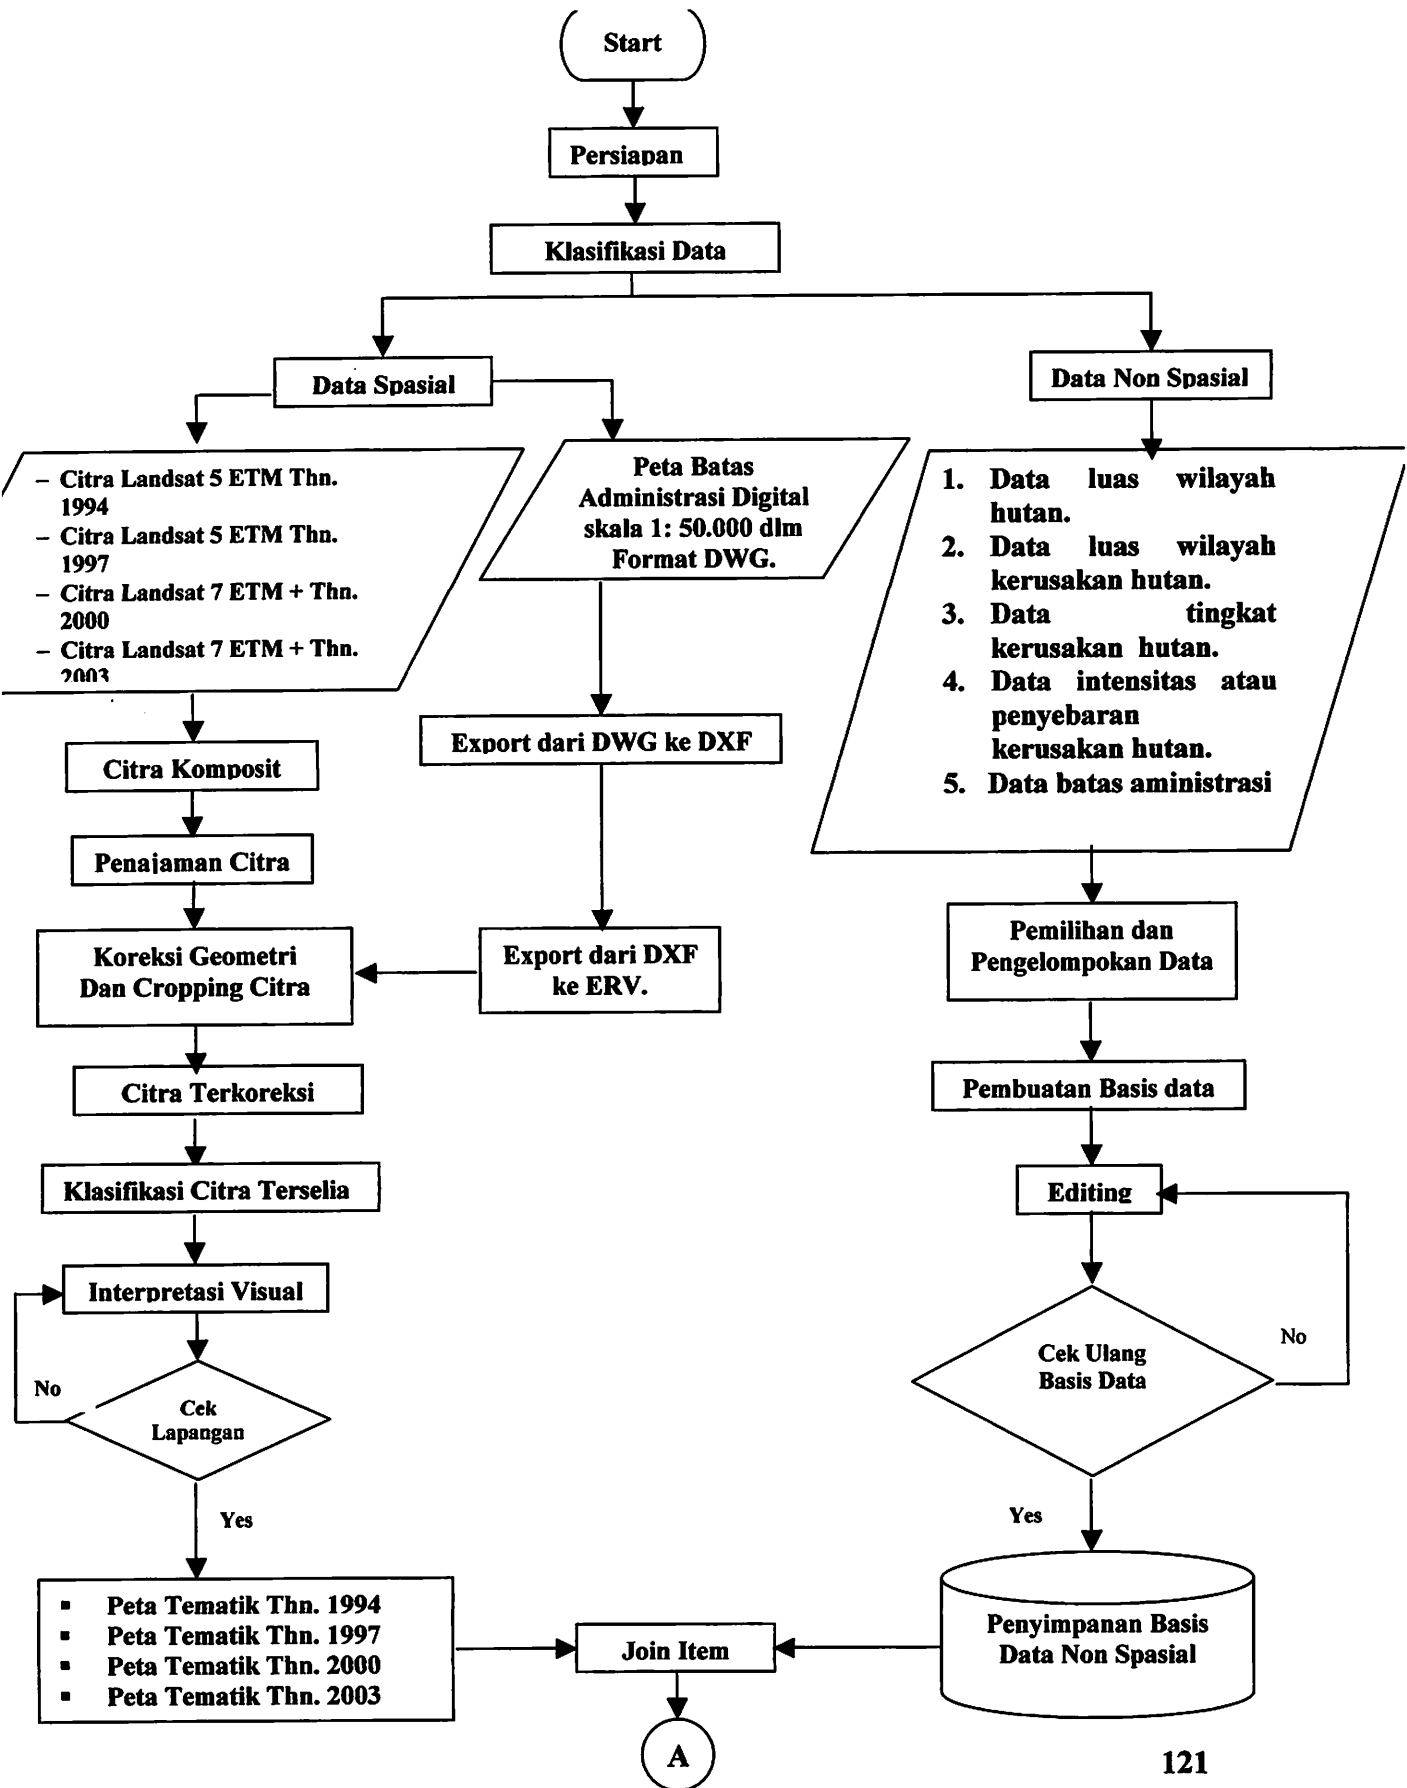 Start
Persiapan
Klasifikasi Data
Data Spasial
Data Non Spasial
– Citra Landsat 5 ETM Thn.
1994
– Citra Landsat 5 ETM Thn.
1997
– Citra Landsat 7 ETM + Thn.
2000
– Citra Landsat 7 ETM + Thn.
2003
Peta Batas
Administrasi Digital
skala 1: 50.000 dlm
Format DWG.
1. Data luas wilayah
hutan.
2. Data luas wilayah
kerusakan hutan.
3. Data tingkat
kerusakan hutan.
4. Data intensitas atau
penyebaran
kerusakan hutan.
5. Data batas aministrasi
Export dari DWG ke DXF
Citra Komposit
Penajaman Citra
Koreksi Geometri
Dan Cropping Citra
Export dari DXF
ke ERV.
Pemilihan dan
Pengelompokan Data
Citra Terkoreksi
Pembuatan Basis data
Klasifikasi Citra Terselia
Editing
Interpretasi Visual
No
Cek
Lapangan
Yes
Cek Ulang
Basis Data
No
Yes
▪ Peta Tematik Thn. 1994
▪ Peta Tematik Thn. 1997
▪ Peta Tematik Thn. 2000
▪ Peta Tematik Thn. 2003
Join Item
Penyimpanan Basis
Data Non Spasial
A
121